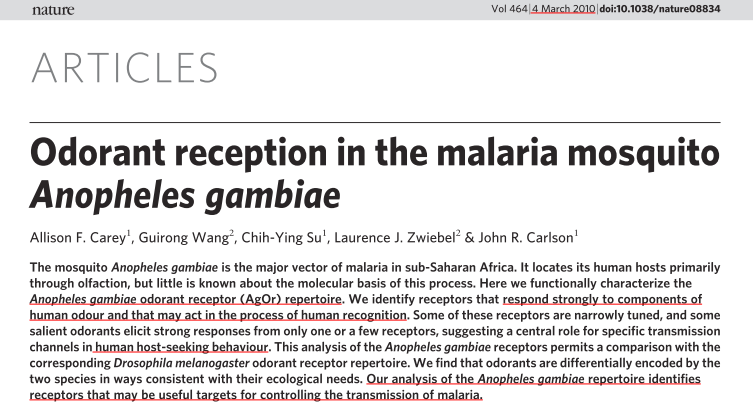 nature
Vol 464|4 March 2010|doi:10.1038/nature08834
ARTICLES
Odorant reception in the malaria mosquito
Anopheles gambiae
Allison F. Carey1, Guirong Wang2, Chih-Ying Su1, Laurence J. Zwiebel2 & John R. Carlson1
The mosquito Anopheles gambiae is the major vector of malaria in sub-Saharan Africa. It locates its human hosts primarily
through olfaction, but little is known about the molecular basis of this process. Here we functionally characterize the
Anopheles gambiae odorant receptor (AgOr) repertoire. We identify receptors that respond strongly to components of
human odour and that may act in the process of human recognition. Some of these receptors are narrowly tuned, and some
salient odorants elicit strong responses from only one or a few receptors, suggesting a central role for specific transmission
channels in human host-seeking behaviour. This analysis of the Anopheles gambiae receptors permits a comparison with the
corresponding Drosophila melanogaster odorant receptor repertoire. We find that odorants are differentially encoded by the
two species in ways consistent with their ecological needs. Our analysis of the Anopheles gambiae repertoire identifies
receptors that may be useful targets for controlling the transmission of malaria.